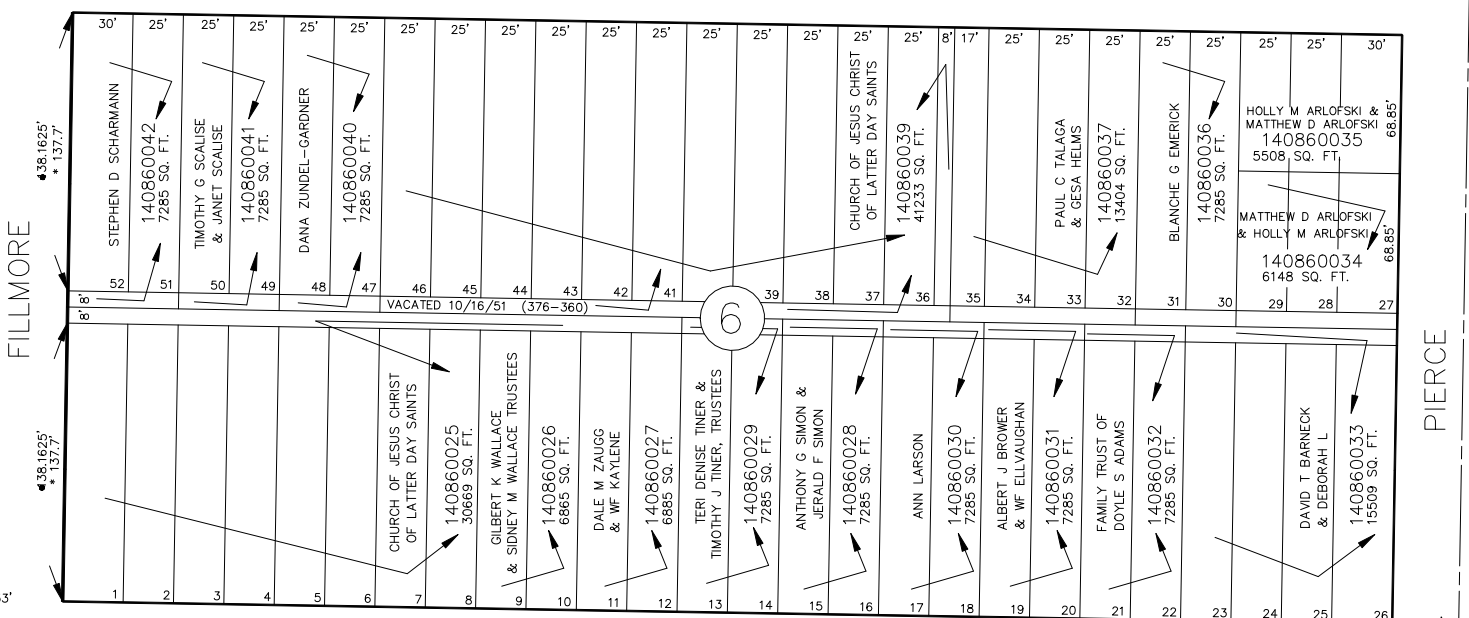 30' 25' 25' 25' 25' 25' 25' 25' 25' 25' 25' 25' 25' 25' 25' 25' 25' 8' 17' 25' 25' 25' 25' 25' 25' 25' 30'
FILLMORE
138.1625'
* 137.7'
STEPHEN D SCHARMANN
140860042
7285 SQ. FT.
TIMOTHY G SCALISE
& JANET SCALISE
140860041
7285 SQ. FT.
DANA ZUNDEL-GARDNER
140860040
7285 SQ. FT.
CHURCH OF JESUS CHRIST
OF LATTER DAY SAINTS
140860039
41233 SQ. FT.
PAUL C TALAGA
& GESA HELMS
140860037
13404 SQ. FT.
BLANCHE G EMERICK
140860036
7285 SQ. FT.
HOLLY M ARLOFSKI &
MATTHEW D ARLOFSKI
140860035
5508 SQ. FT.
68.85'
MATTHEW D ARLOFSKI
& HOLLY M ARLOFSKI
140860034
6148 SQ. FT.
68.85'
52 51 50 49 48 47 46 45 44 43 42 41 39 38 37 36 35 34 33 32 31 30 29 28 27
8'
VACATED 10/16/51 (376-360)
6
8'
PIERCE
138.1625'
* 137.7'
CHURCH OF JESUS CHRIST
OF LATTER DAY SAINTS
140860025
30669 SQ. FT.
GILBERT K WALLACE
& SIDNEY M WALLACE TRUSTEES
140860026
6865 SQ. FT.
DALE M ZAUGG
& WF KAYLENE
140860027
6885 SQ. FT.
TERI DENISE TINER &
TIMOTHY J TINER, TRUSTEES
140860029
7285 SQ. FT.
ANTHONY G SIMON &
JERALD F SIMON
140860028
7285 SQ. FT.
ANN LARSON
140860030
7285 SQ. FT.
ALBERT J BROWER
& WF ELLVAUGHAN
140860031
7285 SQ. FT.
FAMILY TRUST OF
DOYLE S ADAMS
140860032
7285 SQ. FT.
DAVID T BARNECK
& DEBORAH L
140860033
15509 SQ. FT.
1 2 3 4 5 6 7 8 9 10 11 12 13 14 15 16 17 18 19 20 21 22 23 24 25 26